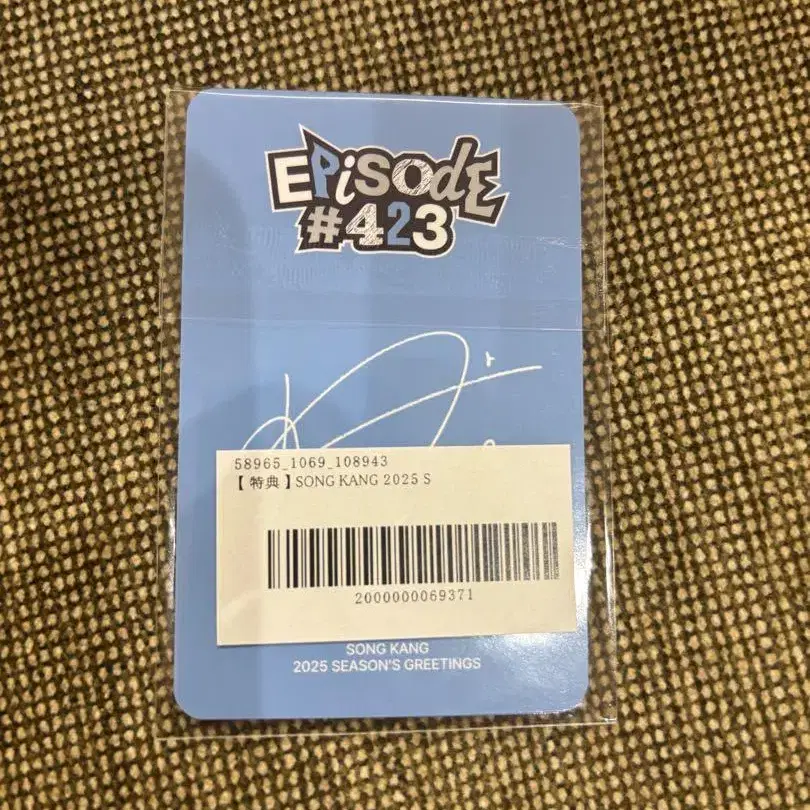 EPiSOdE
#423
58965_1069_108943
【特典】SONG KANG 2025 S
2000000069371
SONG KANG
2025 SEASON'S GREETINGS